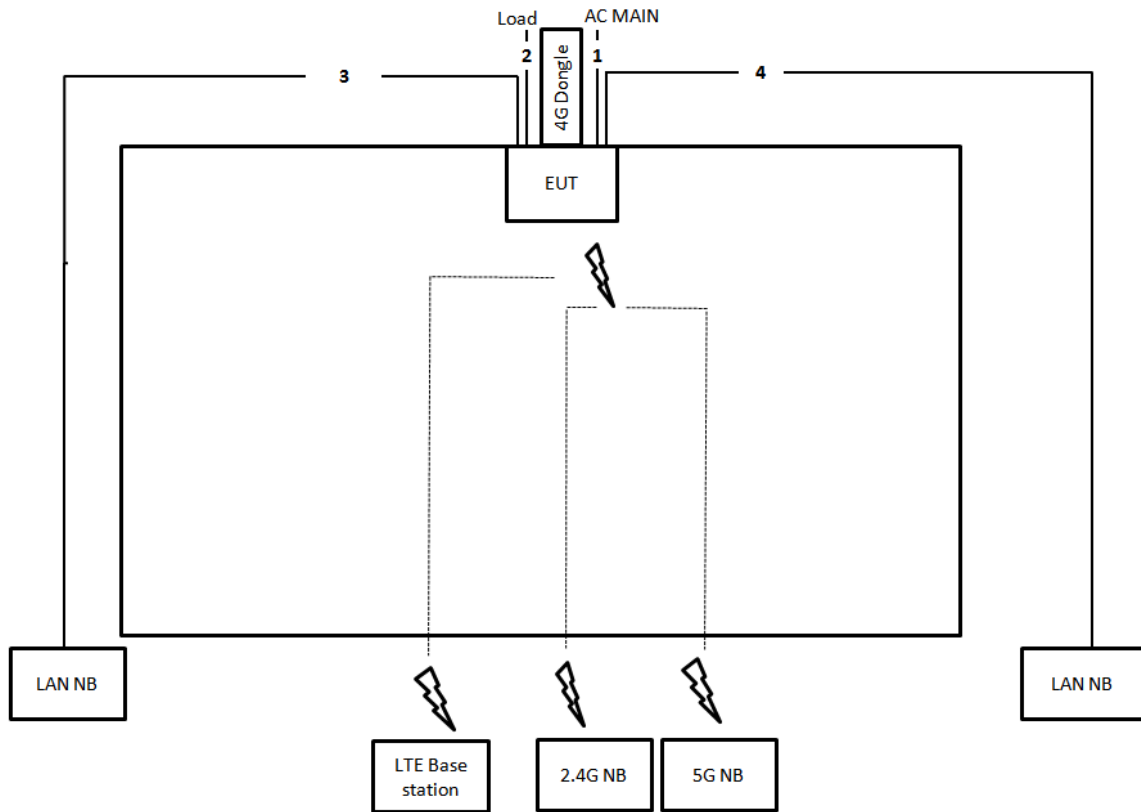 Load
AC MAIN
2
4G Dongle
1
3
4
EUT
LAN NB
LAN NB
LTE Base
station
2.4G NB
5G NB